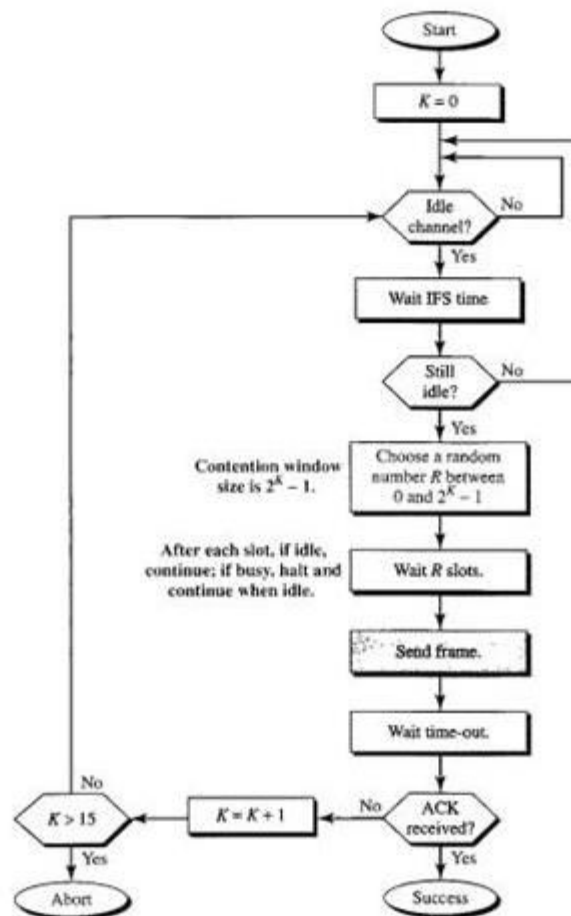 Start
K = 0
Idle
channel?
No
Yes
Wait IFS time
Still
idle?
No
Yes
Contention window
size is 2^K – 1.
Choose a random
number R between
0 and 2^K – 1
After each slot, if idle,
continue; if busy, halt and
continue when idle.
Wait R slots.
Send frame.
Wait time-out.
No
K > 15
K = K + 1
No
ACK
received?
Yes
Yes
Abort
Success